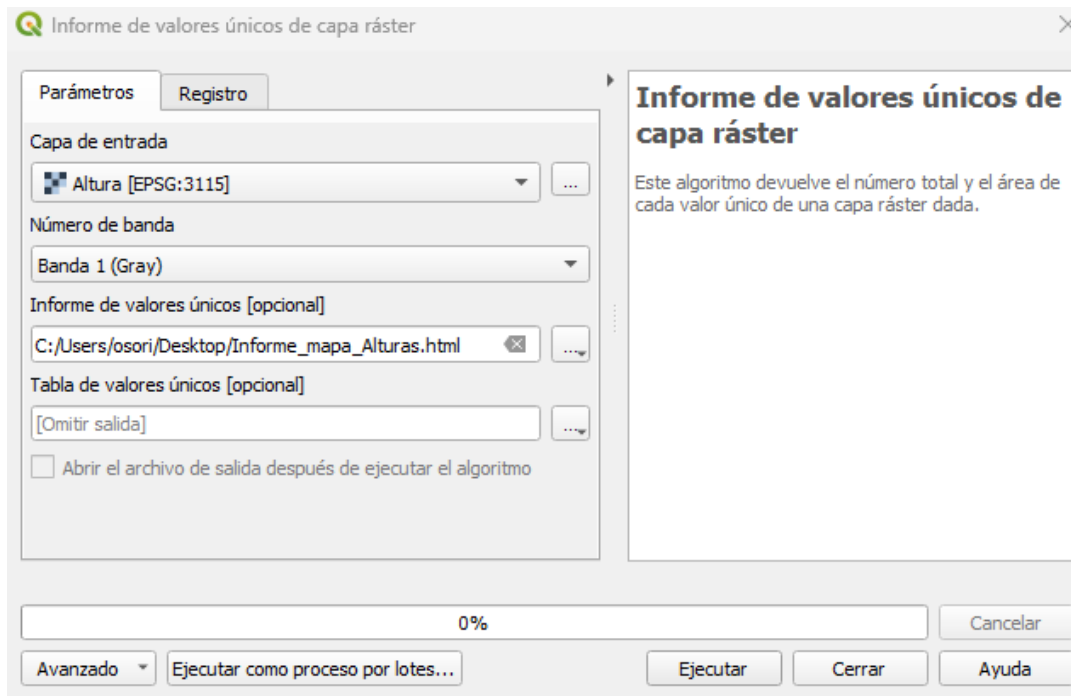 Informe de valores únicos de capa ráster
Parámetros
Registro
Capa de entrada
Altura [EPSG:3115]
...
Número de banda
Banda 1 (Gray)
Informe de valores únicos [opcional]
C:/Users/osori/Desktop/Informe_mapa_Alturas.html
...
Tabla de valores únicos [opcional]
[Omitir salida]
...
Abrir el archivo de salida después de ejecutar el algoritmo
Informe de valores únicos de
capa ráster
Este algoritmo devuelve el número total y el área de
cada valor único de una capa ráster dada.
0%
Cancelar
Avanzado
Ejecutar como proceso por lotes...
Ejecutar
Cerrar
Ayuda